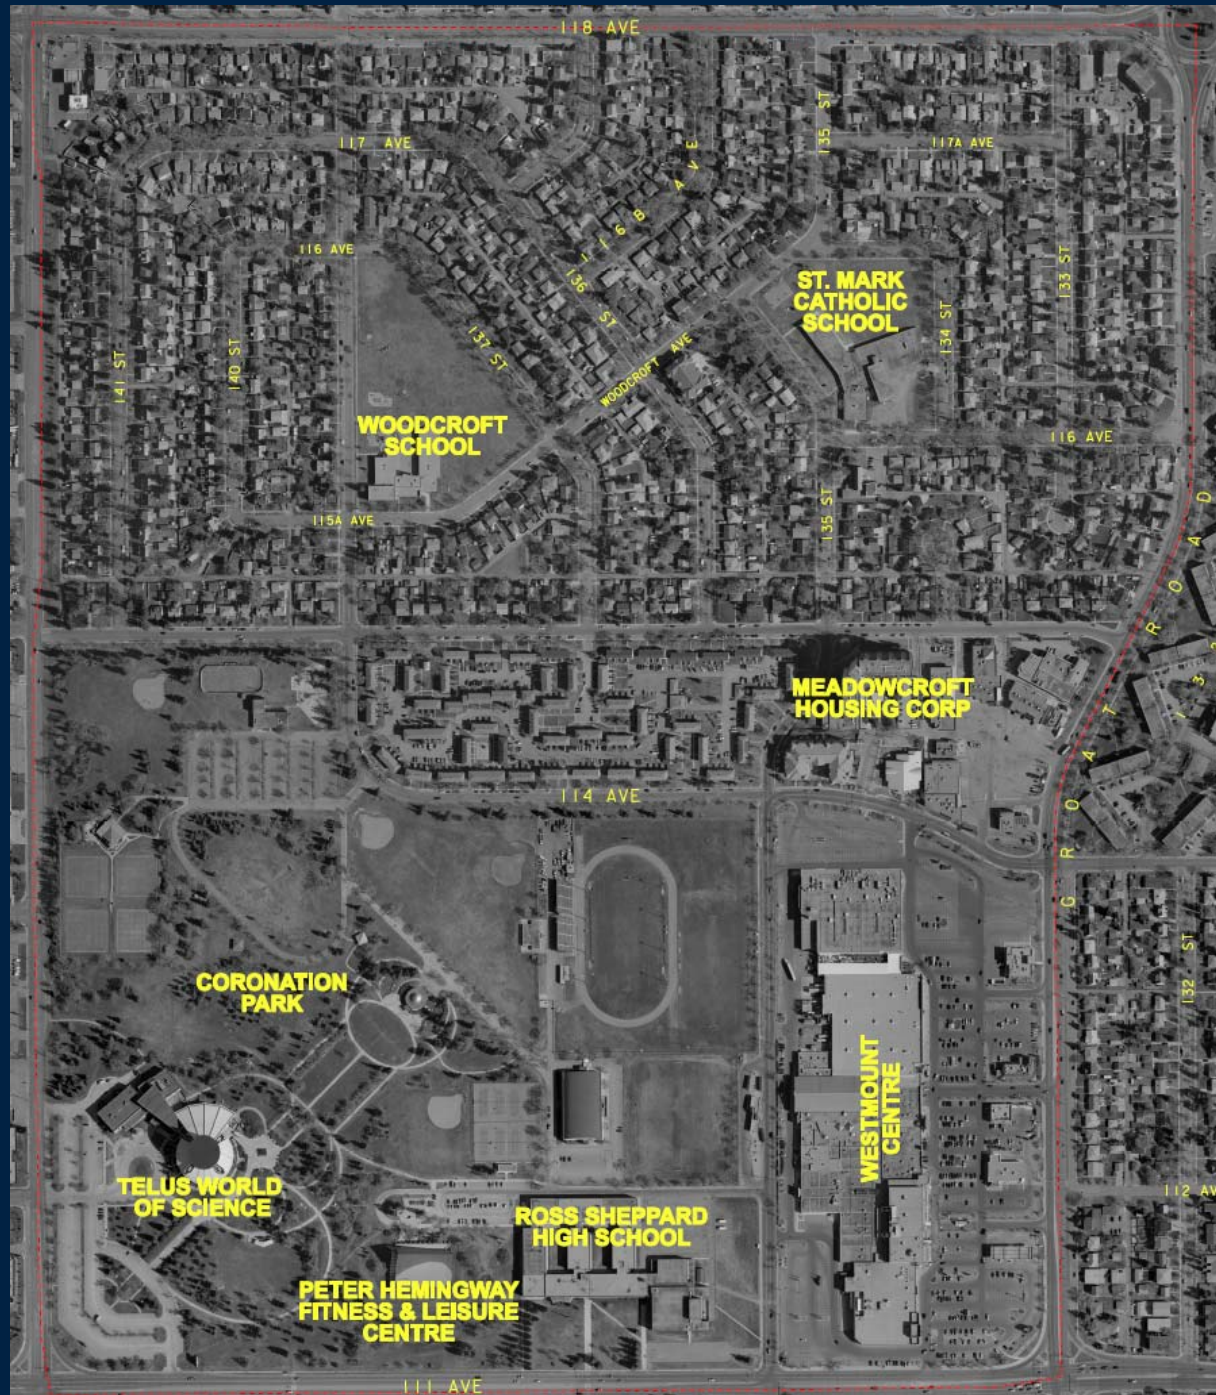 118 AVE
135 ST
117 AVE
117A AVE
116B AVE
116 AVE
133 ST
136 ST
ST. MARK
CATHOLIC
SCHOOL
137 ST
134 ST
141 ST
140 ST
WOODCROFT AVE
WOODCROFT
SCHOOL
116 AVE
115A AVE
135 ST
GROAT ROAD
MEADOWCROFT
HOUSING CORP
114 AVE
132 ST
CORONATION
PARK
WESTMOUNT
CENTRE
TELUS WORLD
OF SCIENCE
112 AV
ROSS SHEPPARD
HIGH SCHOOL
PETER HEMINGWAY
FITNESS & LEISURE
CENTRE
111 AVE